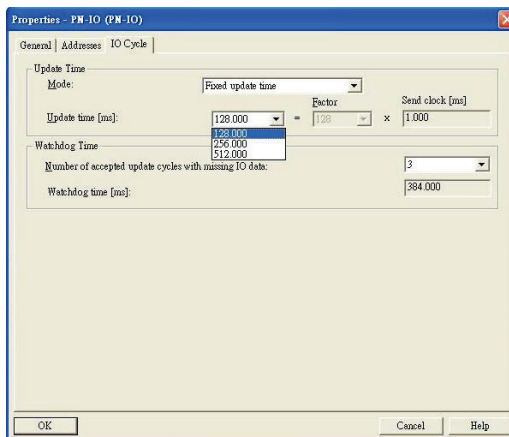 Properties - PN-IO (PN-IO)
General Addresses IO Cycle
Update Time
Mode: Fixed update time
Factor Send clock [ms]
Update time [ms]: 128.000 = 128 x 1.000
128.000
256.000
512.000
Watchdog Time
Number of accepted update cycles with missing IO data: 3
Watchdog time [ms]: 384.000
OK Cancel Help